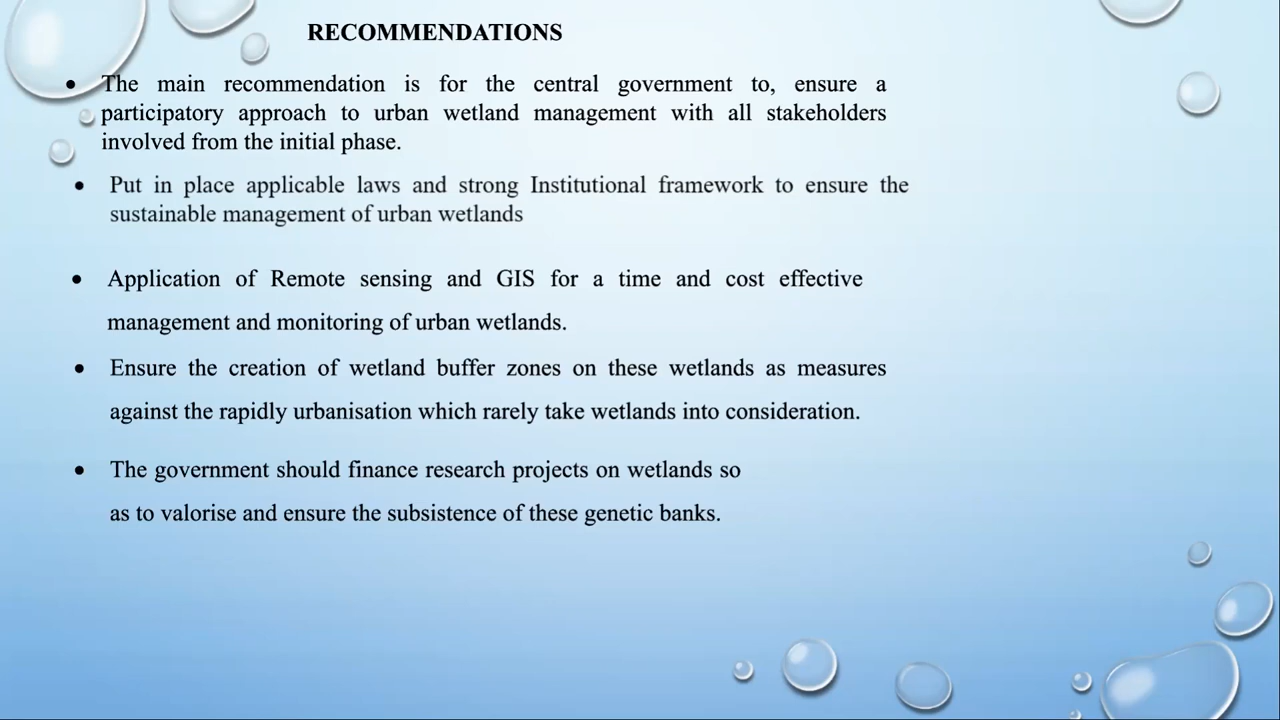 RECOMMENDATIONS
• The main recommendation is for the central government to, ensure a
participatory approach to urban wetland management with all stakeholders
involved from the initial phase.
• Put in place applicable laws and strong Institutional framework to ensure the
sustainable management of urban wetlands
• Application of Remote sensing and GIS for a time and cost effective
management and monitoring of urban wetlands.
• Ensure the creation of wetland buffer zones on these wetlands as measures
against the rapidly urbanisation which rarely take wetlands into consideration.
• The government should finance research projects on wetlands so
as to valorise and ensure the subsistence of these genetic banks.